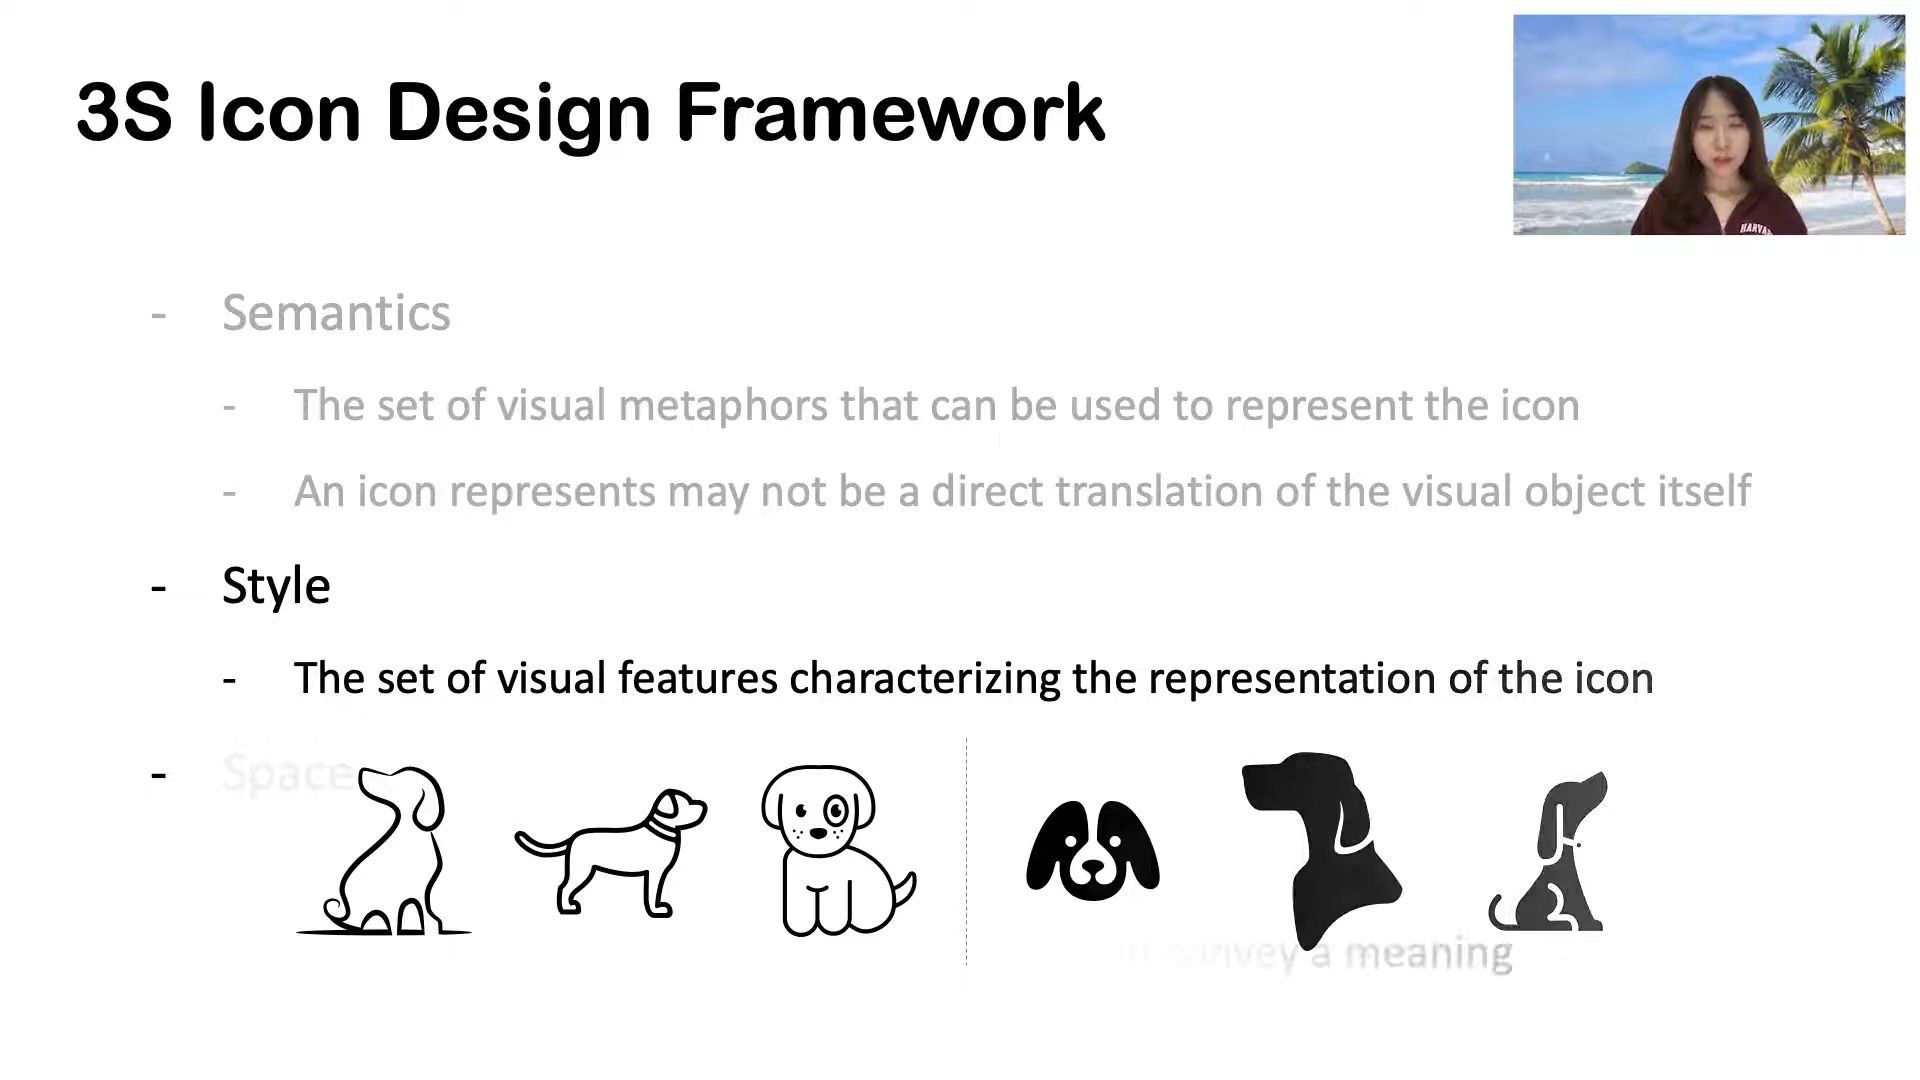 3S Icon Design Framework
HARVA
- Semantics
- The set of visual metaphors that can be used to represent the icon
- An icon represents may not be a direct translation of the visual object itself
- Style
- The set of visual features characterizing the representation of the icon
- Space
convey a meaning